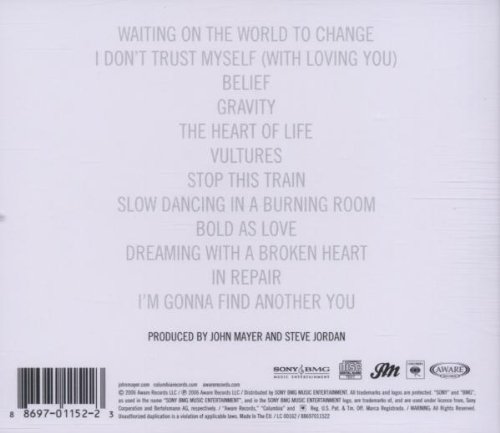 WAITING ON THE WORLD TO CHANGE
I DON'T TRUST MYSELF (WITH LOVING YOU)
BELIEF
GRAVITY
THE HEART OF LIFE
VULTURES
STOP THIS TRAIN
SLOW DANCING IN A BURNING ROOM
BOLD AS LOVE
DREAMING WITH A BROKEN HEART
IN REPAIR
I'M GONNA FIND ANOTHER YOU
PRODUCED BY JOHN MAYER AND STEVE JORDAN
SONY BMG
MUSIC ENTERTAINMENT
JM
AWARE
johnmayer.com columbiarecords.com awarerecords.com
© 2006 Aware Records LLC / ℗ 2006 Aware Records LLC / Distributed by SONY BMG MUSIC ENTERTAINMENT. All trademarks and logos are protected. "SONY" and "BMG",
as used in the name "SONY BMG MUSIC ENTERTAINMENT" and in the SONY BMG MUSIC ENTERTAINMENT logo, are trademarks of, and are used under license from, Sony
Corporation and Bertelsmann AG, respectively. / "Aware Records," "Columbia" and Reg. U.S. Pat. & Tm. Off. Marca Registrada. / WARNING: All Rights Reserved.
Unauthorized duplication is a violation of applicable laws. Made in The EU. / LC 00162 / 88697011522
8 88697-01152-2 3